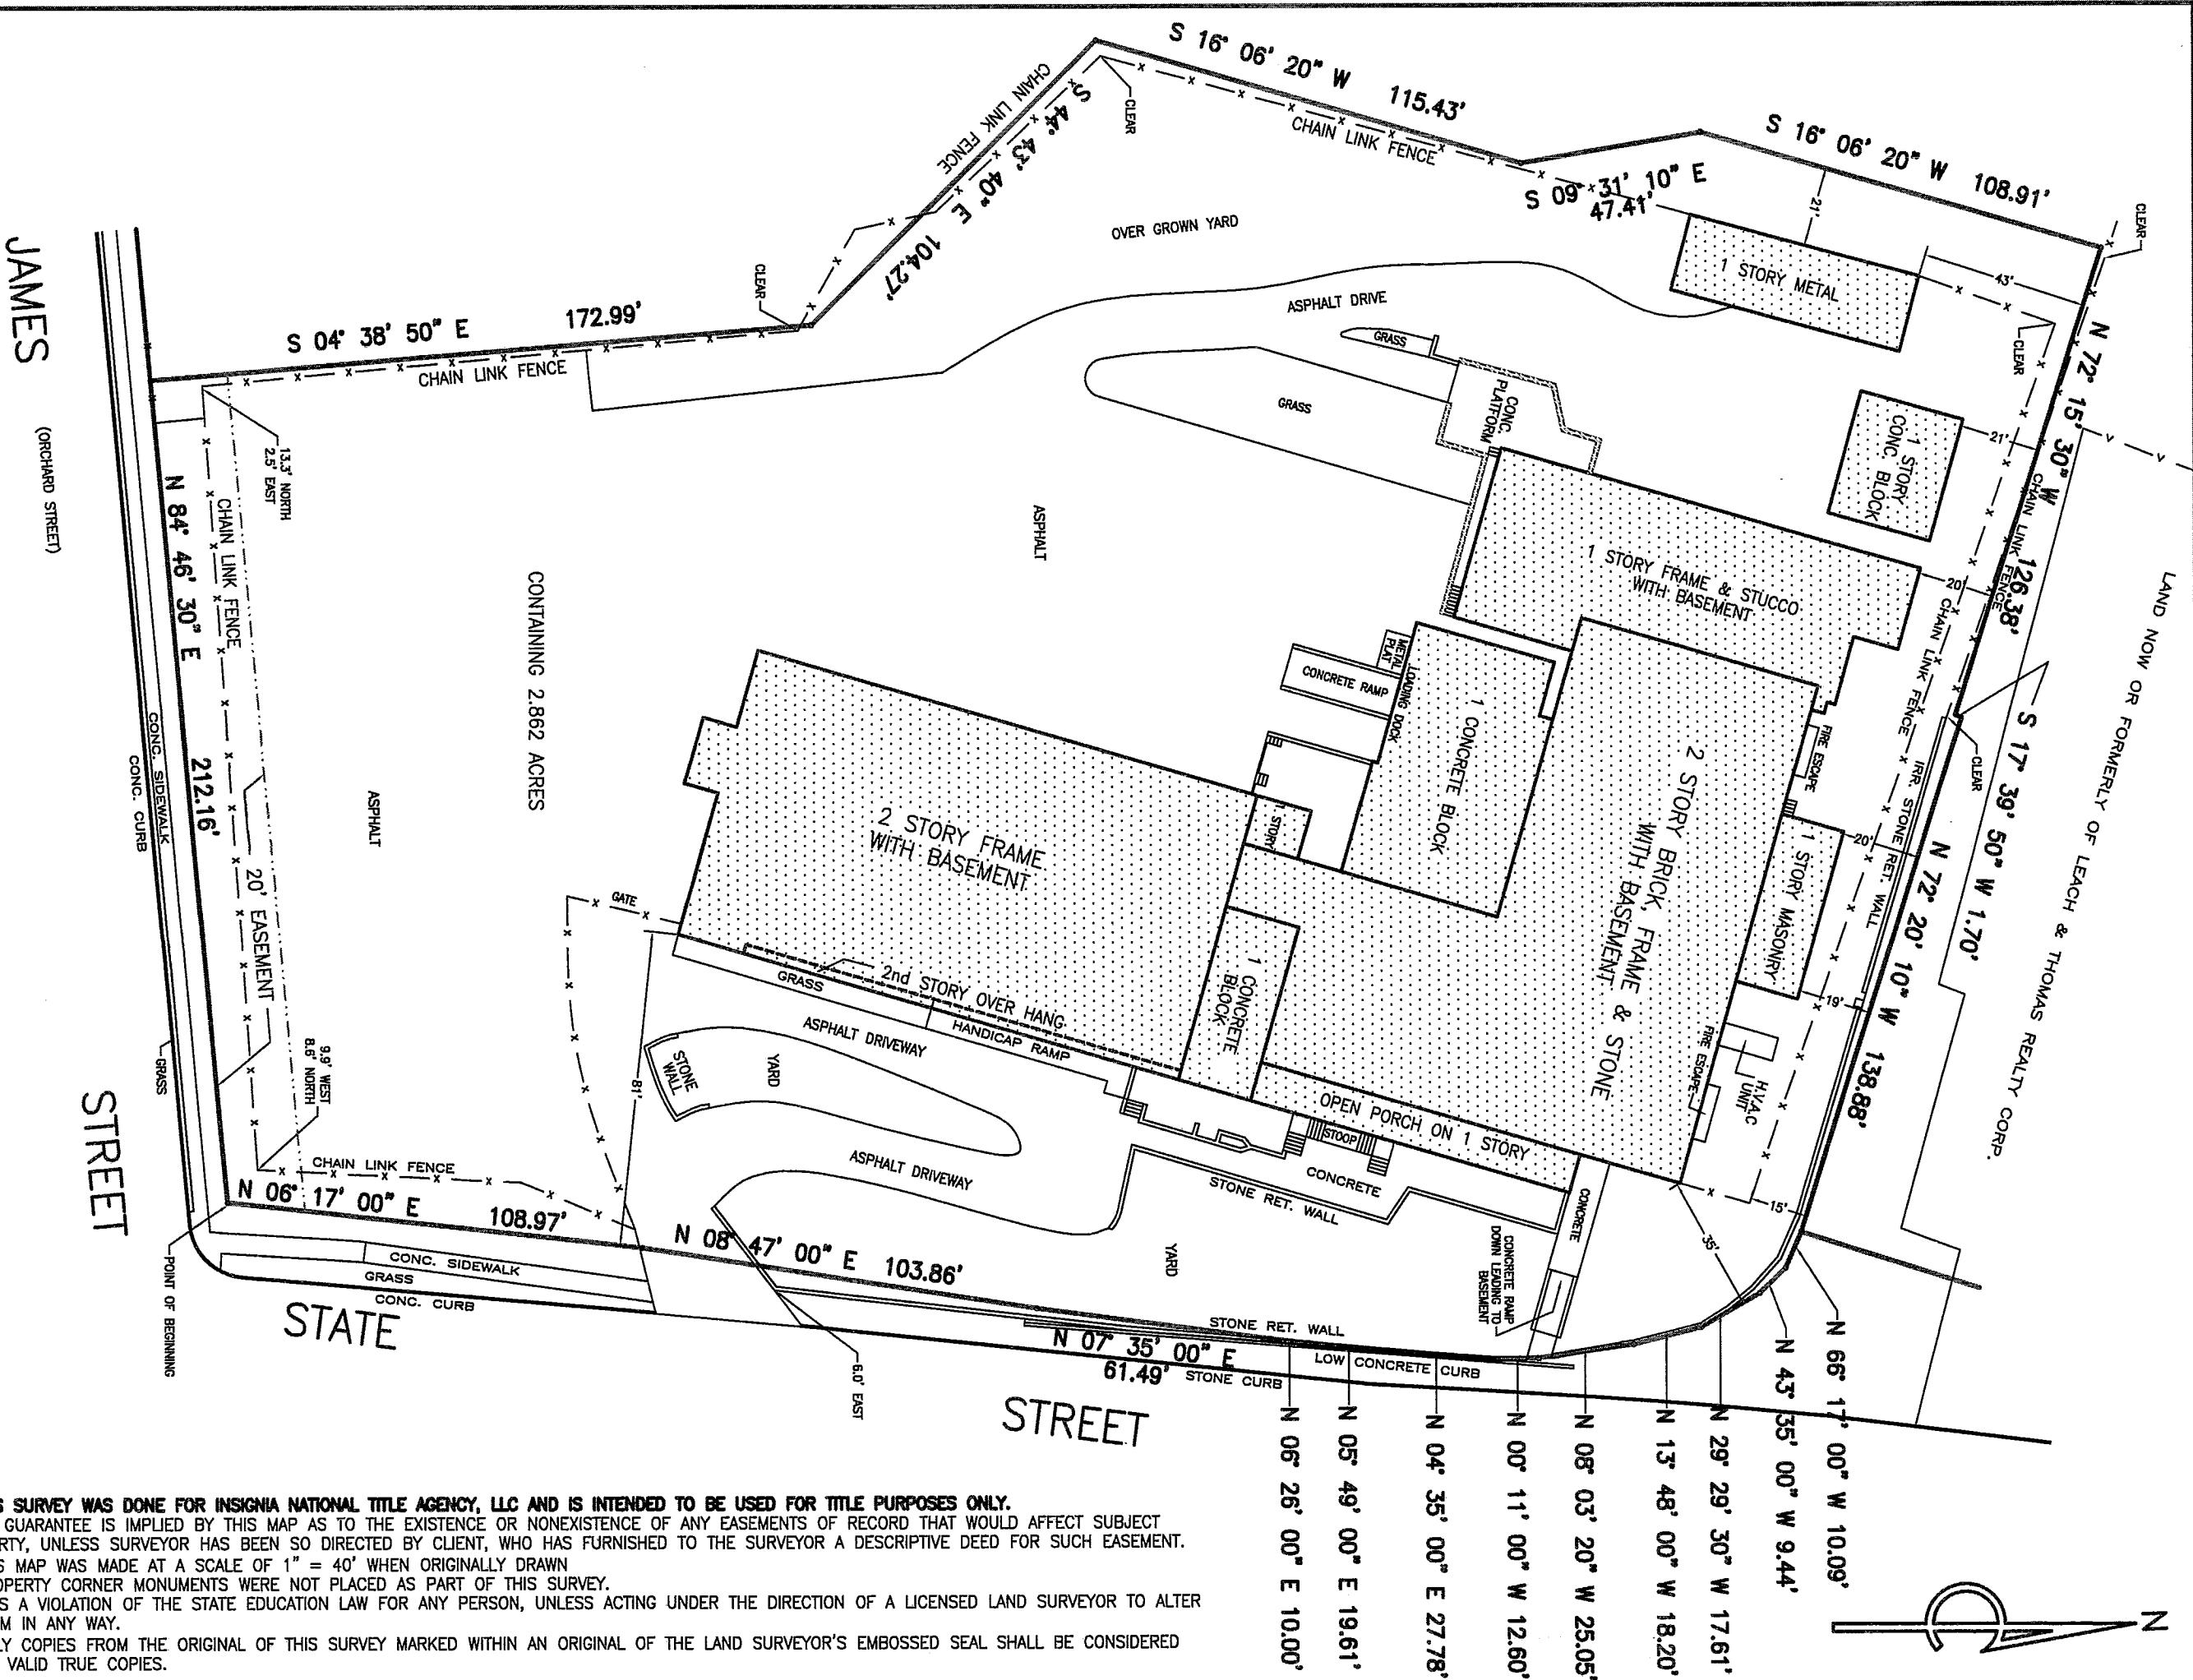 S 16° 06' 20" W 115.43'
CHAIN LINK FENCE
S 16° 06' 20" W 108.91'
CLEAR
S 09° 31' 10" E
47.41'
21'
43'
1 STORY METAL
CLEAR
N 72° 15' 30" W 126.38'
CHAIN LINK FENCE
21'
1 STORY
CONC. BLOCK
LAND NOW OR FORMERLY OF LEACH & THOMAS REALTY CORP.
CLEAR
CHAIN LINK FENCE
S 44° 43' 40" E 104.27'
CLEAR
OVER GROWN YARD
ASPHALT DRIVE
GRASS
CONC.
PLATFORM
GRASS
S 04° 38' 50" E 172.99'
CHAIN LINK FENCE
JAMES
(ORCHARD STREET)
STREET
13.3' NORTH
2.5' EAST
N 84° 46' 30" E 212.16'
CHAIN LINK FENCE
20' EASEMENT
CONC. SIDEWALK
CONC. CURB
GRASS
CONTAINING 2.862 ACRES
ASPHALT
ASPHALT
1 STORY FRAME & STUCCO
WITH BASEMENT
20'
CHAIN LINK FENCE
S 17° 39' 50" W 1.70'
CLEAR
IRR. STONE RET. WALL
N 72° 20' 10" W 138.88'
METAL
PLAT
LOADING DOCK
CONCRETE RAMP
1 CONCRETE BLOCK
2 STORY BRICK, FRAME & STONE
WITH BASEMENT
FIRE ESCAPE
20'
1 STORY MASONRY
19'
FIRE ESCAPE
H.V.A.C
UNIT
15'
35'
2 STORY FRAME
WITH BASEMENT
1 STORY
1 CONCRETE
BLOCK
2nd STORY OVER HANG
GATE
GRASS
HANDICAP RAMP
ASPHALT DRIVEWAY
YARD
STONE
WALL
81'
OPEN PORCH ON 1 STORY
STOOP
CONCRETE
STONE RET. WALL
CONCRETE
ASPHALT DRIVEWAY
YARD
CONCRETE RAMP
DOWN LEADING TO
BASEMENT
9.9' WEST
8.6' NORTH
CHAIN LINK FENCE
N 06° 17' 00" E 108.97'
N 08° 47' 00" E 103.86'
POINT OF BEGINNING
CONC. SIDEWALK
GRASS
CONC. CURB
STATE
STREET
6.0' EAST
STONE RET. WALL
N 07° 35' 00" E
61.49'
LOW CONCRETE CURB
STONE CURB
N 06° 26' 00" E 10.00'
N 05° 49' 00" E 19.61'
N 04° 35' 00" E 27.78'
N 00° 11' 00" W 12.60'
N 08° 03' 20" W 25.05'
N 13° 48' 00" W 18.20'
N 29° 29' 30" W 17.61'
N 43° 35' 00" W 9.44'
N 66° 17' 00" W 10.09'
N
SURVEY WAS DONE FOR INSIGNIA NATIONAL TITLE AGENCY, LLC AND IS INTENDED TO BE USED FOR TITLE PURPOSES ONLY.
GUARANTEE IS IMPLIED BY THIS MAP AS TO THE EXISTENCE OR NONEXISTENCE OF ANY EASEMENTS OF RECORD THAT WOULD AFFECT SUBJECT
RTY, UNLESS SURVEYOR HAS BEEN SO DIRECTED BY CLIENT, WHO HAS FURNISHED TO THE SURVEYOR A DESCRIPTIVE DEED FOR SUCH EASEMENT.
S MAP WAS MADE AT A SCALE OF 1" = 40' WHEN ORIGINALLY DRAWN
OPERTY CORNER MONUMENTS WERE NOT PLACED AS PART OF THIS SURVEY.
S A VIOLATION OF THE STATE EDUCATION LAW FOR ANY PERSON, UNLESS ACTING UNDER THE DIRECTION OF A LICENSED LAND SURVEYOR TO ALTER
M IN ANY WAY.
Y COPIES FROM THE ORIGINAL OF THIS SURVEY MARKED WITHIN AN ORIGINAL OF THE LAND SURVEYOR'S EMBOSSED SEAL SHALL BE CONSIDERED
VALID TRUE COPIES.